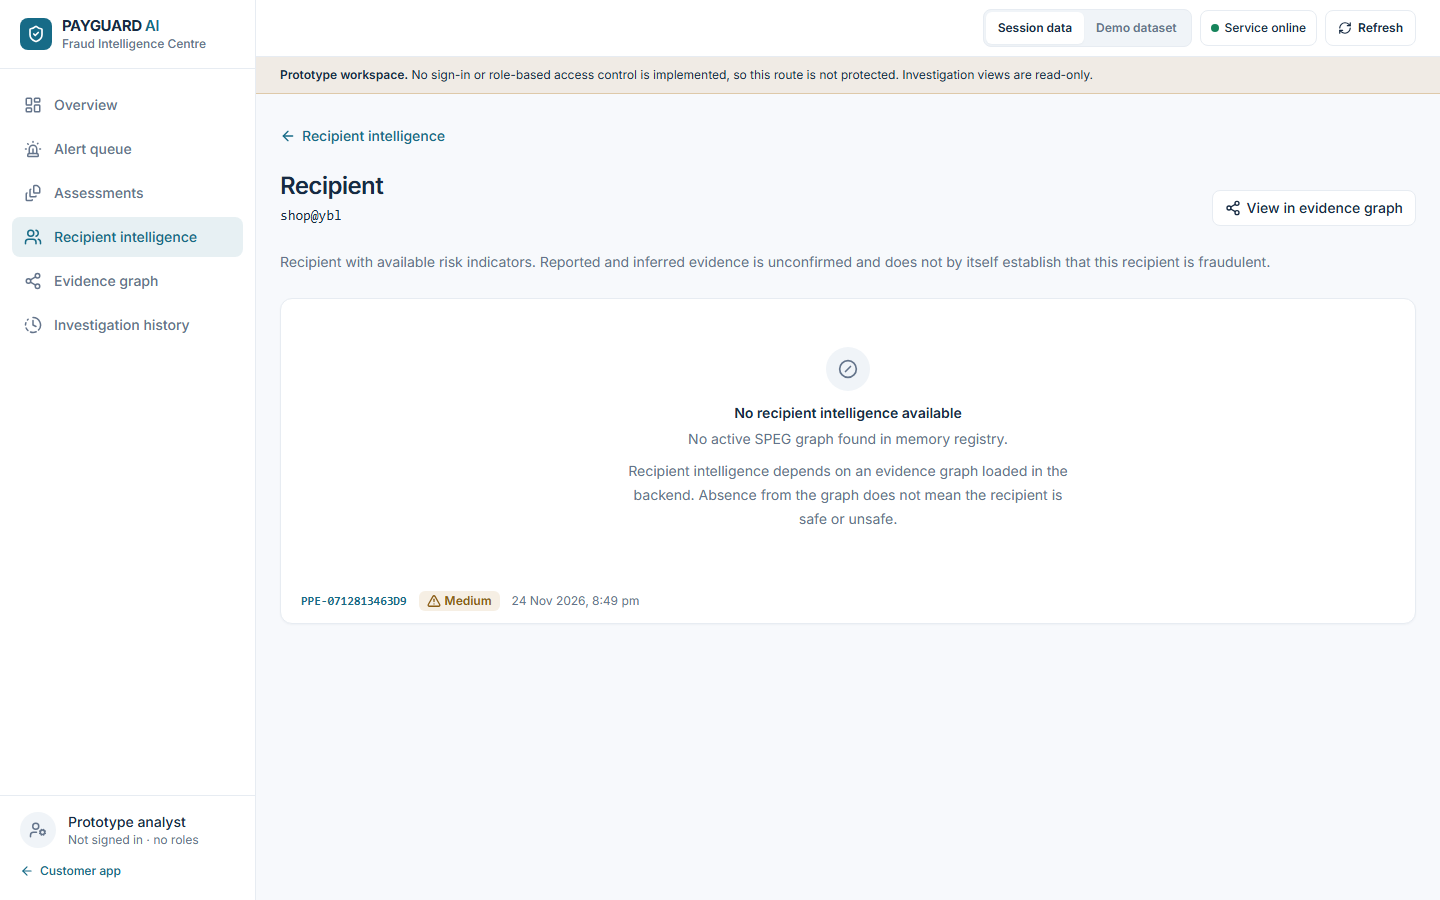 PAYGUARD AI
Fraud Intelligence Centre
Overview
Alert queue
Assessments
Recipient intelligence
Evidence graph
Investigation history
Prototype analyst
Not signed in · no roles
Customer app
Session data
Demo dataset
Service online
Refresh
Prototype workspace. No sign-in or role-based access control is implemented, so this route is not protected. Investigation views are read-only.
Recipient intelligence
Recipient
shop@ybl
View in evidence graph
Recipient with available risk indicators. Reported and inferred evidence is unconfirmed and does not by itself establish that this recipient is fraudulent.
No recipient intelligence available
No active SPEG graph found in memory registry.
Recipient intelligence depends on an evidence graph loaded in the
backend. Absence from the graph does not mean the recipient is
safe or unsafe.
PPE-0712813463D9 Medium 24 Nov 2026, 8:49 pm